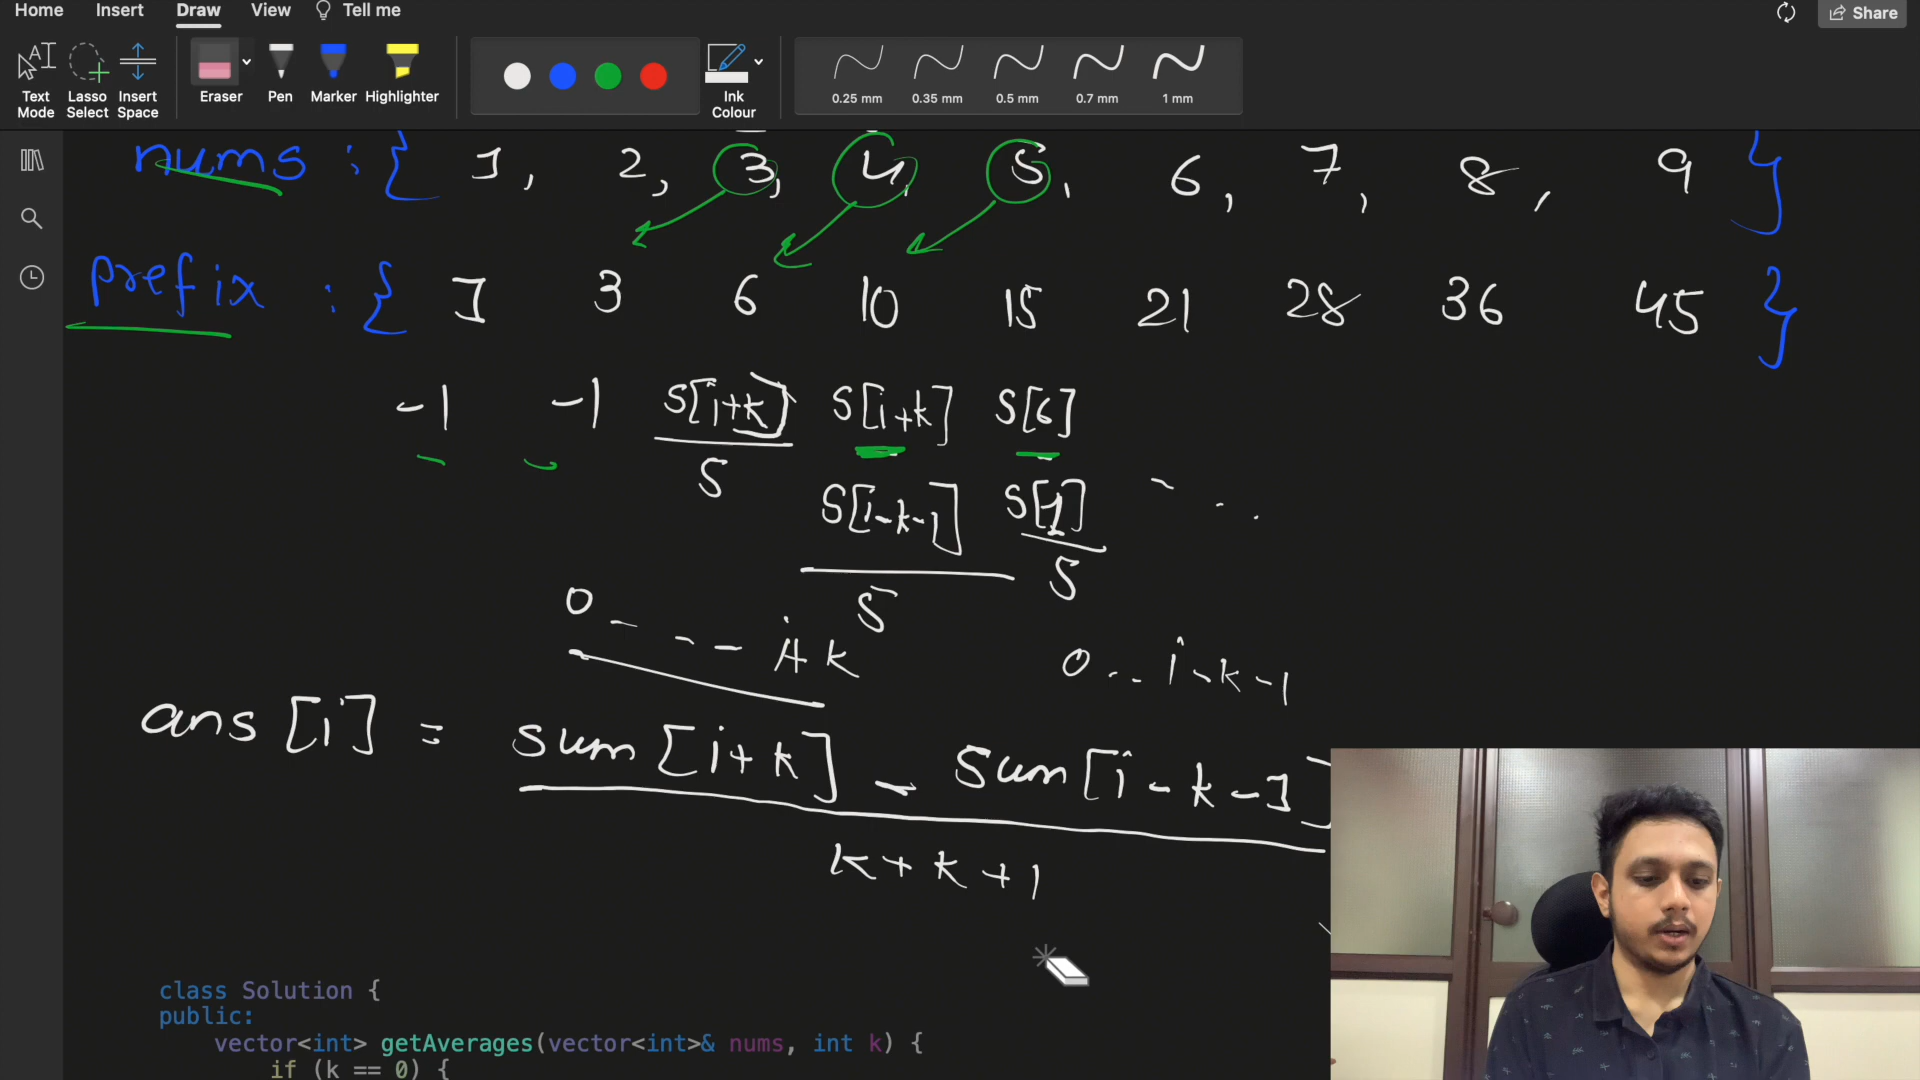 Home Insert Draw View Tell me Share
Text Mode Lasso Select Insert Space Eraser Pen Marker Highlighter Ink Colour 0.25 mm 0.35 mm 0.5 mm 0.7 mm 1 mm
nums : { 1, 2, 3, 4, 5, 6, 7, 8, 9 }
prefix : { 1 3 6 10 15 21 28 36 45 }
-1 -1 S[i+k] S[i+k] S[6]
5 S[i-k-1] S[1] - . .
5 5
0 - - - i+k 0 .. i-k-1
ans [i] = sum [i+k] - sum [i-k-1]
k + k + 1
class Solution {
public:
vector<int> getAverages(vector<int>& nums, int k) {
if (k == 0) {